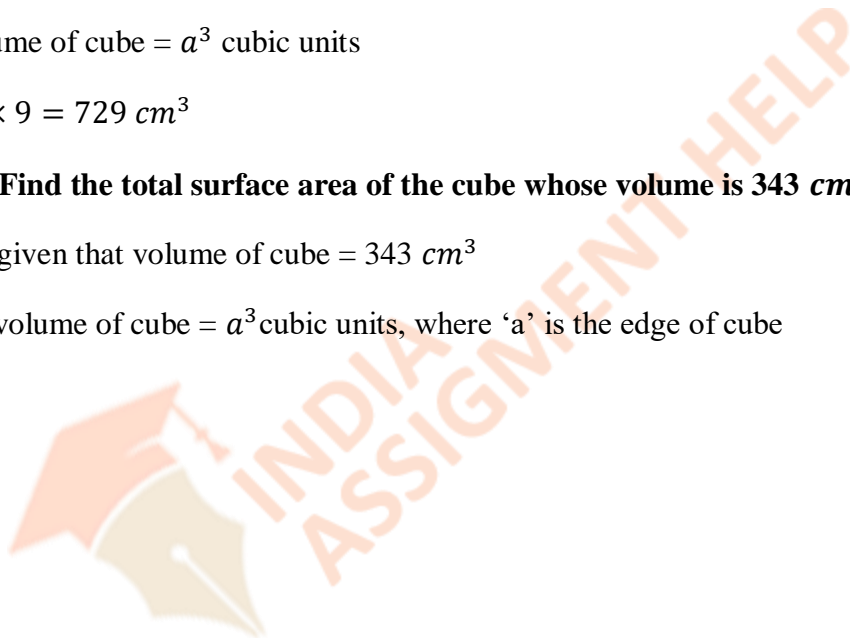 ume of cube = 𝑎³ cubic units
× 9 = 729 𝑐𝑚³
Find the total surface area of the cube whose volume is 343 𝒄𝒎
given that volume of cube = 343 𝑐𝑚³
volume of cube = 𝑎³cubic units, where ‘a’ is the edge of cube
INDIA
ASSIGNMENT HELP